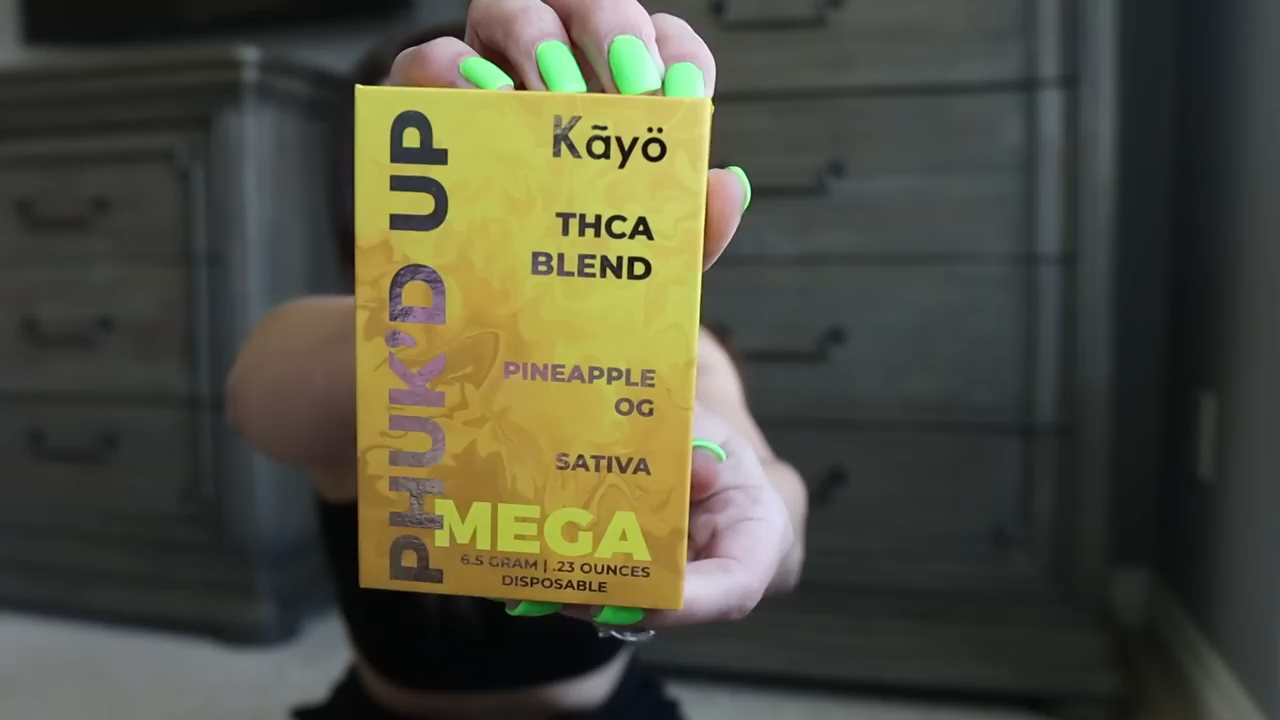 PHUK'D UP
Kāyö
THCA
BLEND
PINEAPPLE
OG
SATIVA
MEGA
6.5 GRAM | .23 OUNCES
DISPOSABLE